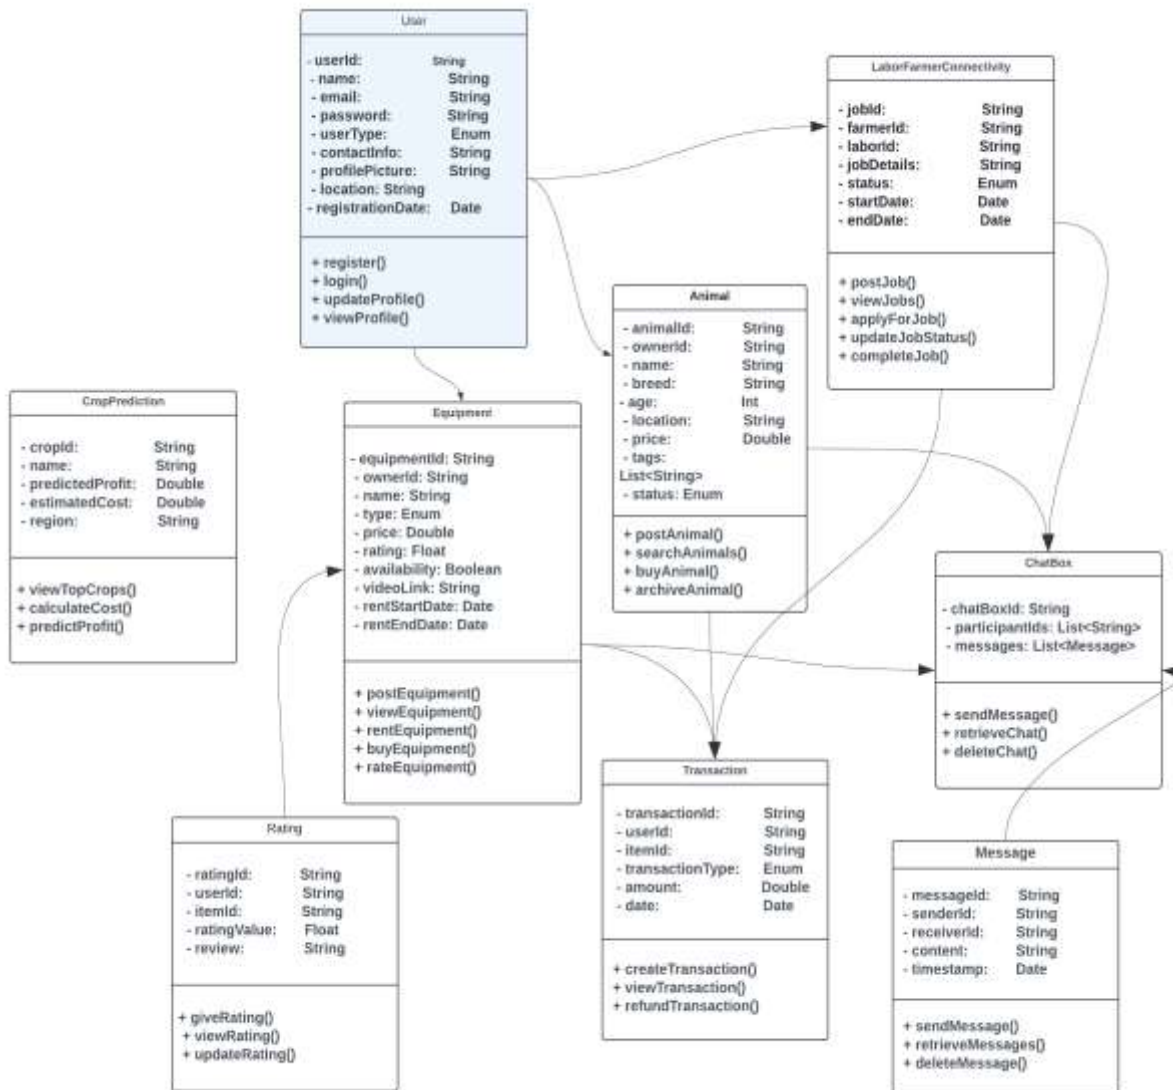 User
- userId: String
- name: String
- email: String
- password: String
- userType: Enum
- contactInfo: String
- profilePicture: String
- location: String
- registrationDate: Date
+ register()
+ login()
+ updateProfile()
+ viewProfile()
LaborFarmerConnectivity
- jobId: String
- farmerId: String
- laborId: String
- jobDetails: String
- status: Enum
- startDate: Date
- endDate: Date
+ postJob()
+ viewJobs()
+ applyForJob()
+ updateJobStatus()
+ completeJob()
Animal
- animalId: String
- ownerId: String
- name: String
- breed: String
- age: Int
- location: String
- price: Double
- tags:
List<String>
- status: Enum
+ postAnimal()
+ searchAnimals()
+ buyAnimal()
+ archiveAnimal()
CropPrediction
- cropId: String
- name: String
- predictedProfit: Double
- estimatedCost: Double
- region: String
+ viewTopCrops()
+ calculateCost()
+ predictProfit()
Equipment
- equipmentId: String
- ownerId: String
- name: String
- type: Enum
- price: Double
- rating: Float
- availability: Boolean
- videoLink: String
- rentStartDate: Date
- rentEndDate: Date
+ postEquipment()
+ viewEquipment()
+ rentEquipment()
+ buyEquipment()
+ rateEquipment()
ChatBox
- chatBoxId: String
- participantIds: List<String>
- messages: List<Message>
+ sendMessage()
+ retrieveChat()
+ deleteChat()
Rating
- ratingId: String
- userId: String
- itemId: String
- ratingValue: Float
- review: String
+ giveRating()
+ viewRating()
+ updateRating()
Transaction
- transactionId: String
- userId: String
- itemId: String
- transactionType: Enum
- amount: Double
- date: Date
+ createTransaction()
+ viewTransaction()
+ refundTransaction()
Message
- messageId: String
- senderId: String
- receiverId: String
- content: String
- timestamp: Date
+ sendMessage()
+ retrieveMessages()
+ deleteMessage()